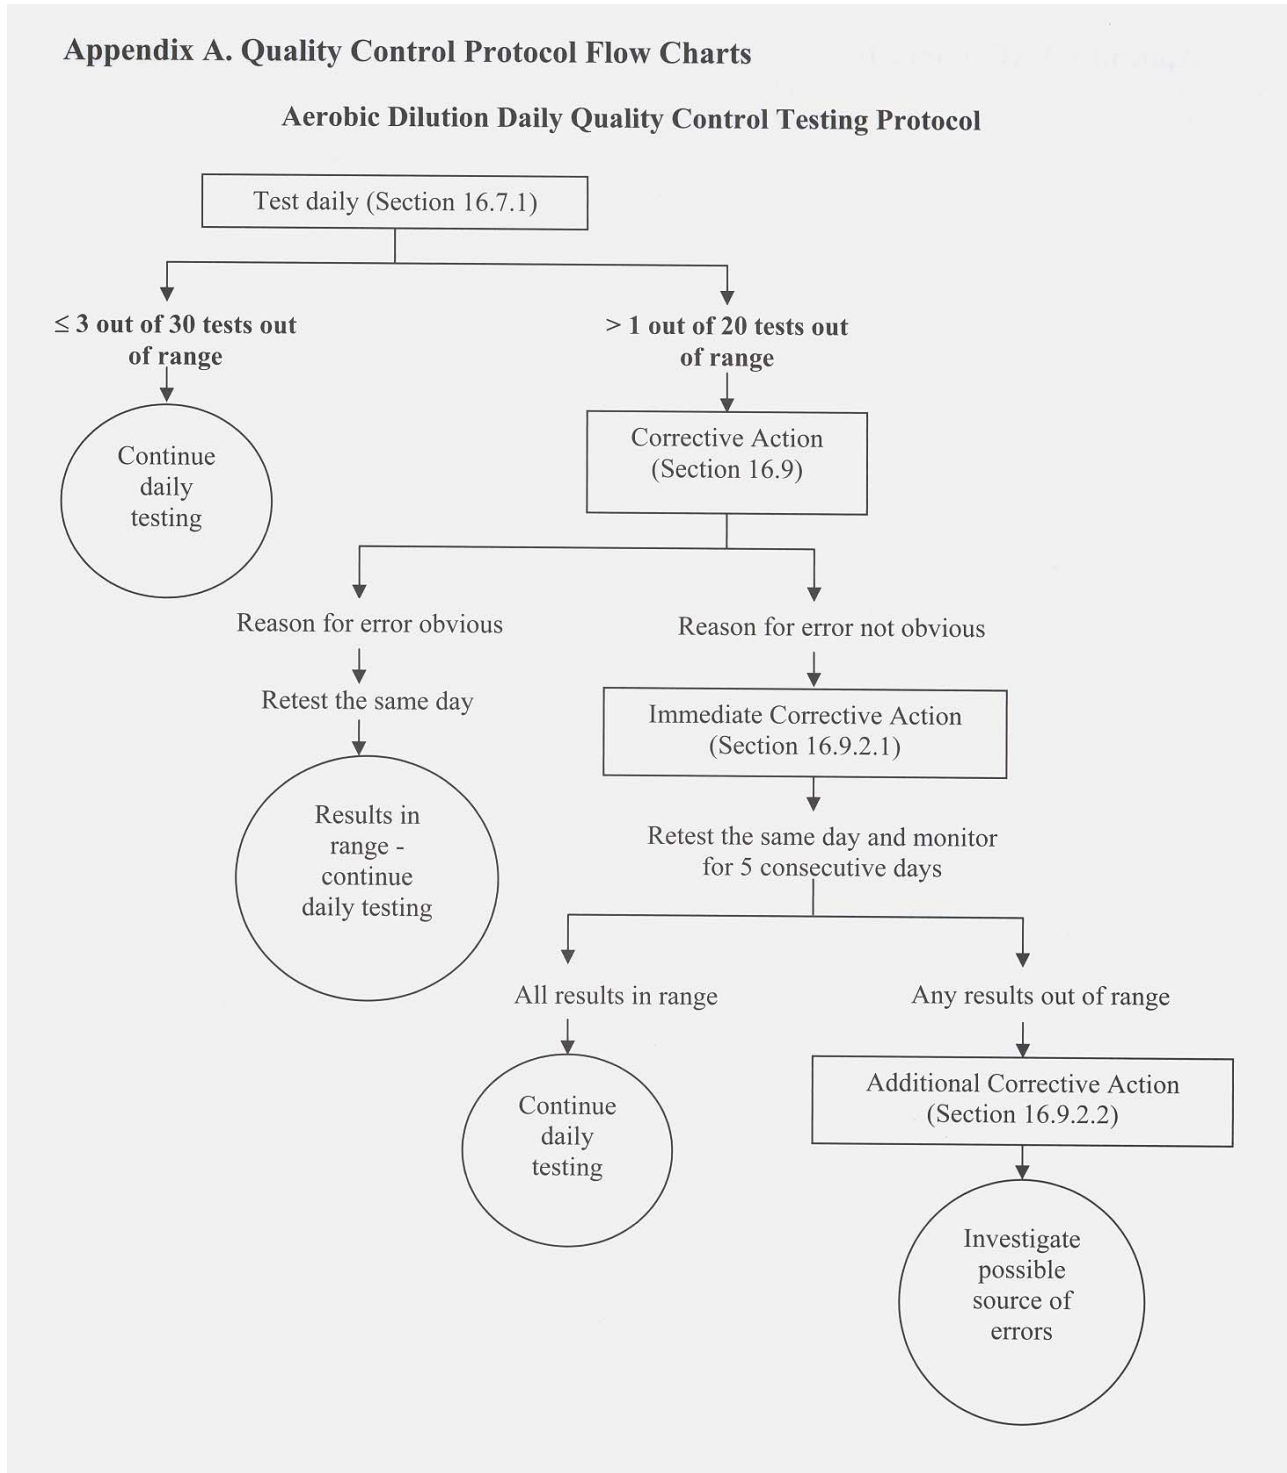 Appendix A. Quality Control Protocol Flow Charts
Aerobic Dilution Daily Quality Control Testing Protocol
Test daily (Section 16.7.1)
≤ 3 out of 30 tests out
of range
> 1 out of 20 tests out
of range
Continue
daily
testing
Corrective Action
(Section 16.9)
Reason for error obvious
Reason for error not obvious
Retest the same day
Immediate Corrective Action
(Section 16.9.2.1)
Results in
range -
continue
daily testing
Retest the same day and monitor
for 5 consecutive days
All results in range
Any results out of range
Continue
daily
testing
Additional Corrective Action
(Section 16.9.2.2)
Investigate
possible
source of
errors